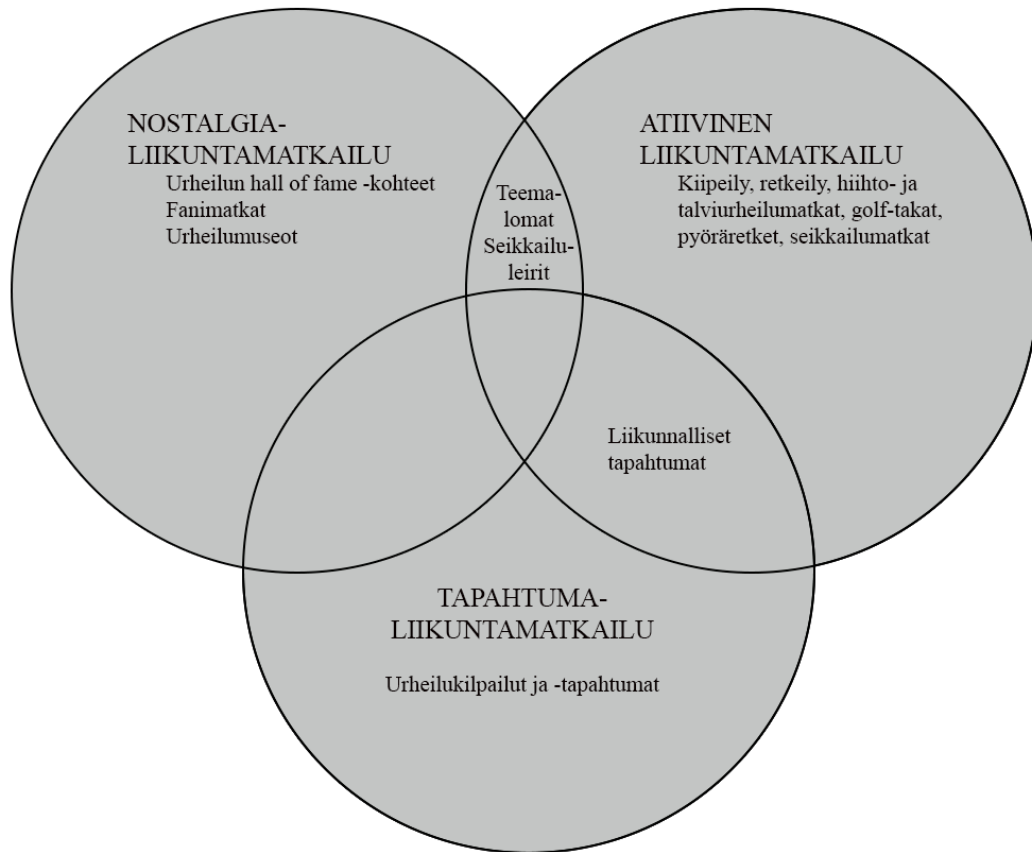 NOSTALGIA-
LIIKUNTAMATKAILU
Urheilun hall of fame -kohteet
Fanimatkat
Urheilumuseot
Teema-
lomat
Seikkailu-
leirit
ATIIVINEN
LIIKUNTAMATKAILU
Kiipeily, retkeily, hiihto- ja
talviurheilumatkat, golf-takat,
pyöräretket, seikkailumatkat
Liikunnalliset
tapahtumat
TAPAHTUMA-
LIIKUNTAMATKAILU
Urheilukilpailut ja -tapahtumat